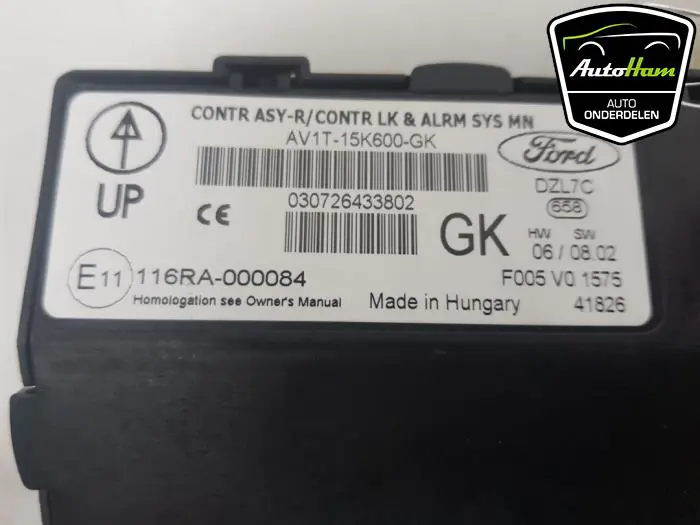 AutoHam
AUTO
ONDERDELEN
CONTR ASY-R/CONTR LK & ALRM SYS MN
AV1T-15K600-GK
Ford
UP
CE
030726433802
GK
DZL7C
658
HW SW
06 / 08.02
E11 116RA-000084
F005 V0 1575
Homologation see Owner's Manual
Made in Hungary
41826